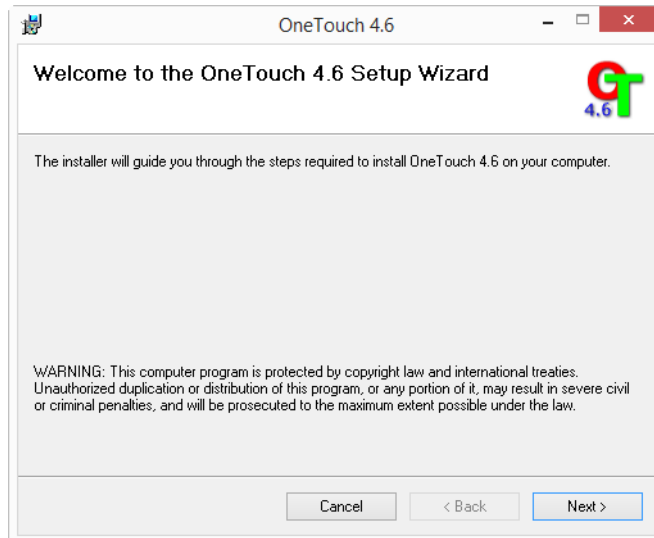 OneTouch 4.6
Welcome to the OneTouch 4.6 Setup Wizard
OT
4.6
The installer will guide you through the steps required to install OneTouch 4.6 on your computer.
WARNING: This computer program is protected by copyright law and international treaties.
Unauthorized duplication or distribution of this program, or any portion of it, may result in severe civil
or criminal penalties, and will be prosecuted to the maximum extent possible under the law.
Cancel
< Back
Next >